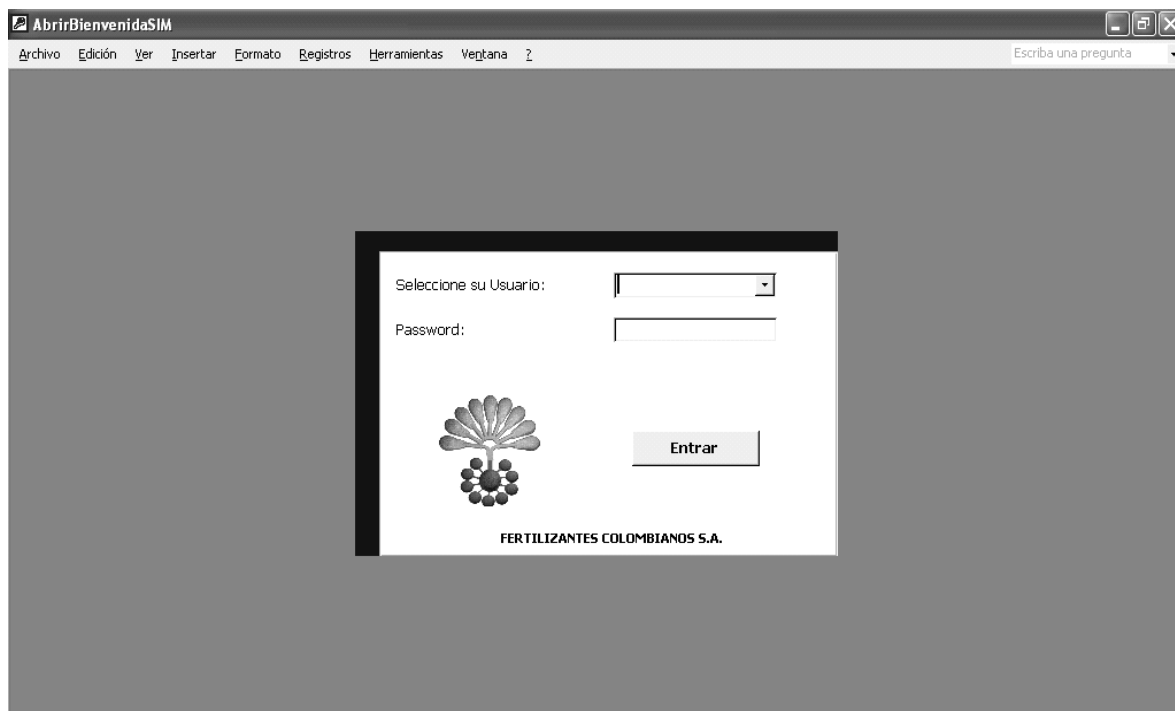 AbrirBienvenidaSIM
Archivo Edición Ver Insertar Formato Registros Herramientas Ventana ? Escriba una pregunta
Seleccione su Usuario:
Password:
Entrar
FERTILIZANTES COLOMBIANOS S.A.